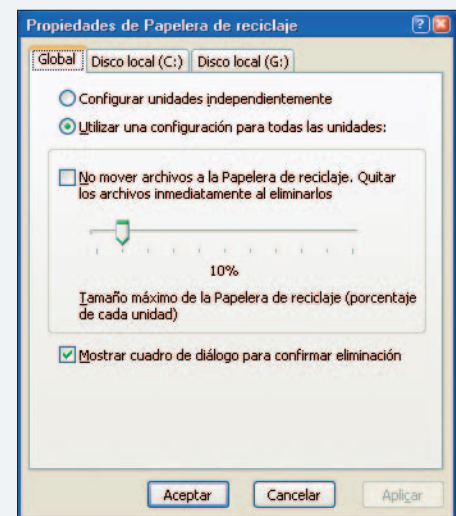 Propiedades de Papelera de reciclaje
Global Disco local (C:) Disco local (G:)
Configurar unidades independientemente
Utilizar una configuración para todas las unidades:
No mover archivos a la Papelera de reciclaje. Quitar
los archivos inmediatamente al eliminarlos
10%
Tamaño máximo de la Papelera de reciclaje (porcentaje
de cada unidad)
Mostrar cuadro de diálogo para confirmar eliminación
Aceptar Cancelar Aplicar